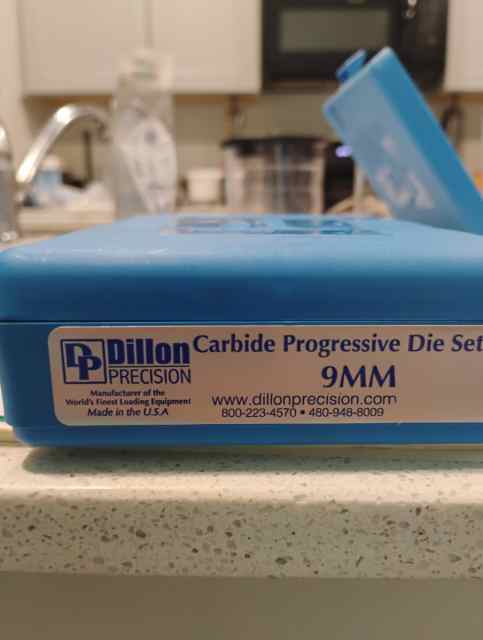 DP Dillon PRECISION
Manufacturer of the
World's Finest Loading Equipment
Made in the U.S.A
Carbide Progressive Die Set
9MM
www.dillonprecision.com
800-223-4570 • 480-948-8009